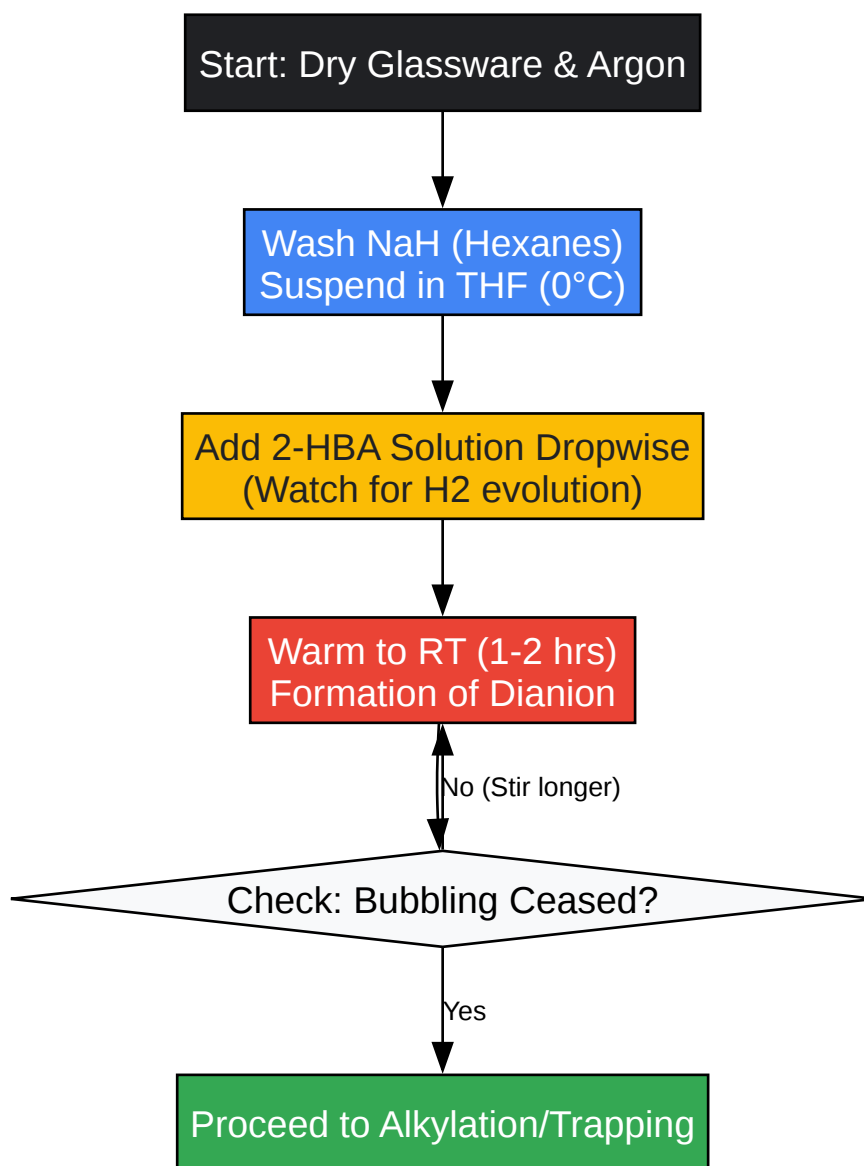 Start: Dry Glassware & Argon
Wash NaH (Hexanes)
Suspend in THF (0°C)
Add 2-HBA Solution Dropwise
(Watch for H2 evolution)
Warm to RT (1-2 hrs)
Formation of Dianion
No (Stir longer)
Check: Bubbling Ceased?
Yes
Proceed to Alkylation/Trapping